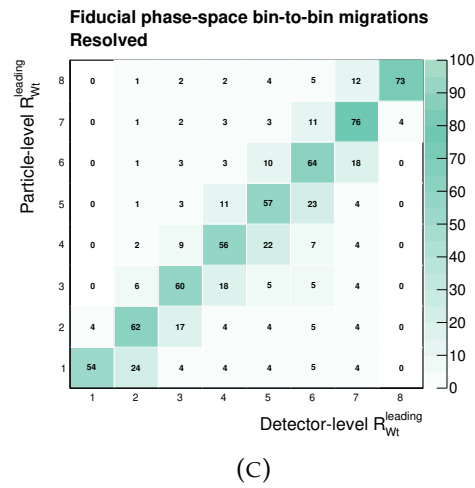 Fiducial phase-space bin-to-bin migrations
Resolved
Particle-level R_Wt^leading
8 0 1 2 2 4 5 12 73
7 0 1 2 3 3 11 76 4
6 0 1 3 3 10 64 18 0
5 0 1 3 11 57 23 4 0
4 0 2 9 56 22 7 4 0
3 0 6 60 18 5 5 4 0
2 4 62 17 4 4 5 4 0
1 54 24 4 4 4 5 4 0
1 2 3 4 5 6 7 8
Detector-level R_Wt^leading
100
90
80
70
60
50
40
30
20
10
0
(C)